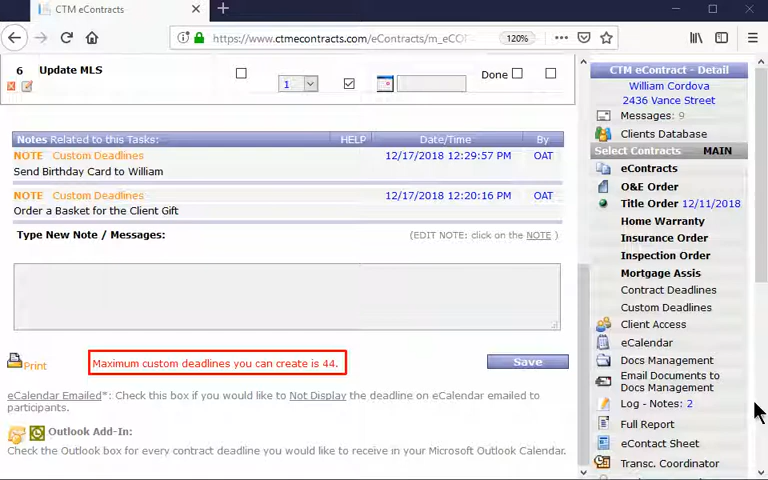 CTM eContracts
https://www.ctmecontracts.com/eContracts/m_eCO
120%
6 Update MLS
1
Done
Notes Related to this Tasks: HELP Date/Time By
NOTE Custom Deadlines 12/17/2018 12:29:57 PM OAT
Send Birthday Card to William
NOTE Custom Deadlines 12/17/2018 12:20:16 PM OAT
Order a Basket for the Client Gift
Type New Note / Messages: (EDIT NOTE: click on the NOTE )
Print
Maximum custom deadlines you can create is 44.
Save
eCalendar Emailed*: Check this box if you would like to Not Display the deadline on eCalendar emailed to
participants.
Outlook Add-In:
Check the Outlook box for every contract deadline you would like to receive in your Microsoft Outlook Calendar.
CTM eContract - Detail
William Cordova
2436 Vance Street
Messages: 9
Clients Database
Select Contracts MAIN
eContracts
O&E Order
Title Order 12/11/2018
Home Warranty
Insurance Order
Inspection Order
Mortgage Assis
Contract Deadlines
Custom Deadlines
Client Access
eCalendar
Docs Management
Email Documents to
Docs Management
Log - Notes: 2
Full Report
eContact Sheet
Transc. Coordinator